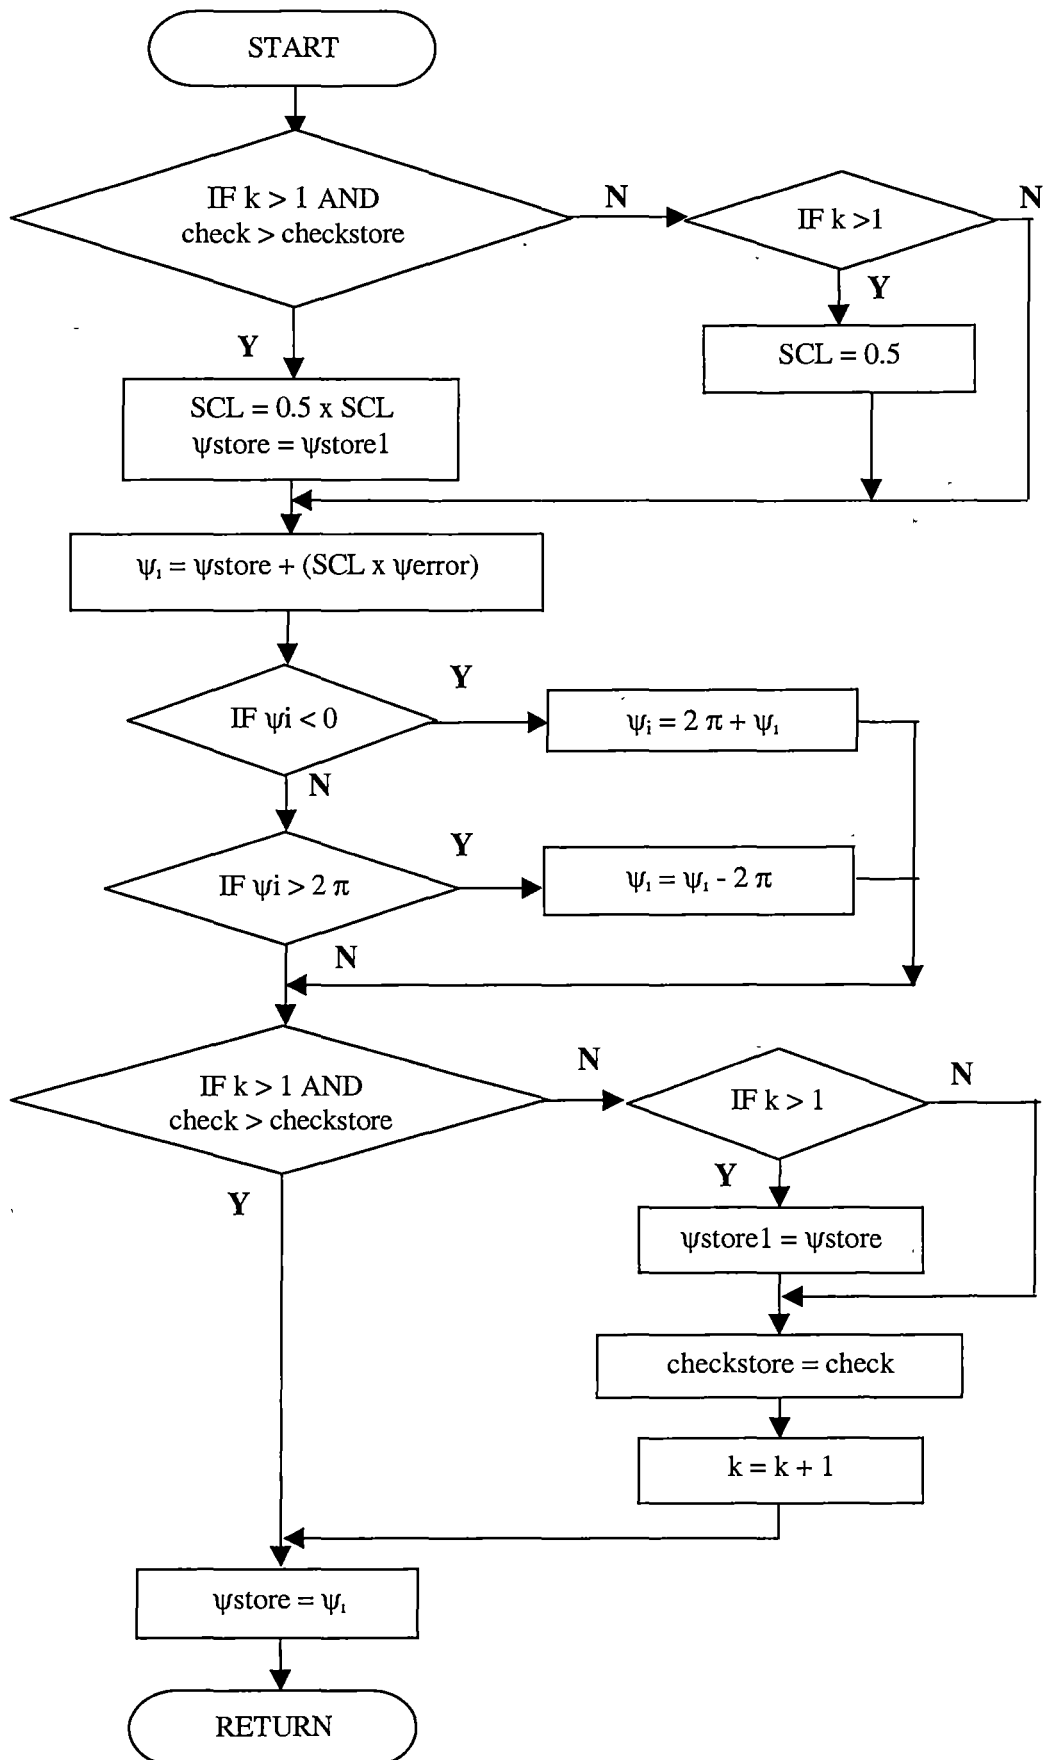 START
IF k > 1 AND
check > checkstore
N
IF k >1
N
Y
SCL = 0.5
Y
SCL = 0.5 x SCL
ψstore = ψstore1
ψᵢ = ψstore + (SCL x ψerror)
IF ψi < 0
Y
ψᵢ = 2 π + ψᵢ
N
IF ψi > 2 π
Y
ψᵢ = ψᵢ - 2 π
N
IF k > 1 AND
check > checkstore
N
IF k > 1
N
Y
Y
ψstore1 = ψstore
checkstore = check
k = k + 1
ψstore = ψᵢ
RETURN